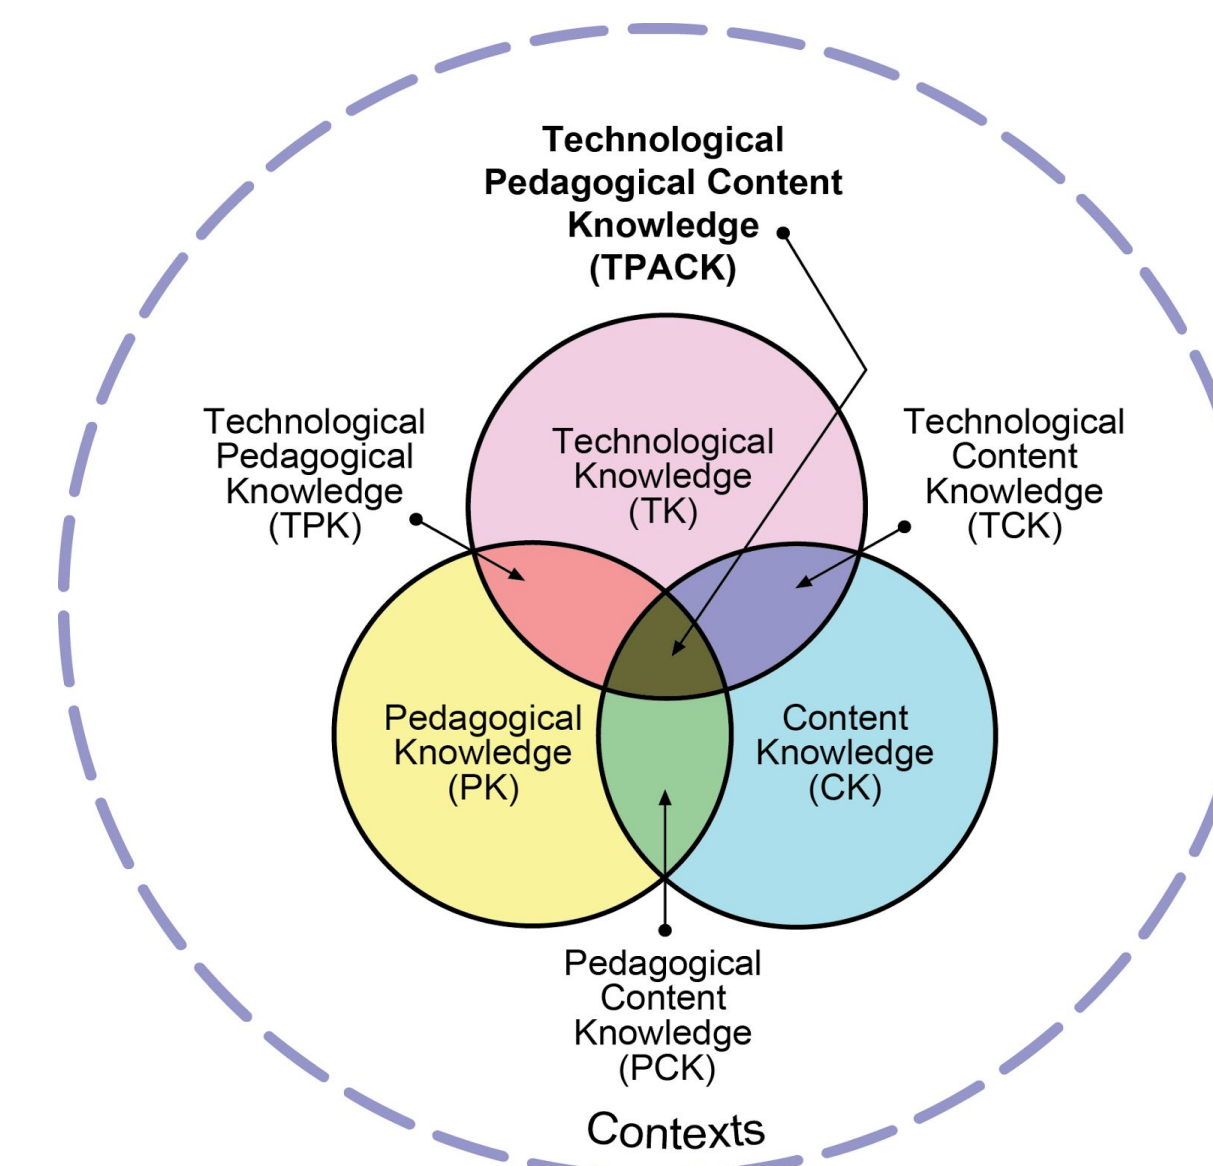 Technological
Pedagogical Content
Knowledge
(TPACK)
Technological
Pedagogical
Knowledge
(TPK)
Technological
Knowledge
(TK)
Technological
Content
Knowledge
(TCK)
Pedagogical
Knowledge
(PK)
Content
Knowledge
(CK)
Pedagogical
Content
Knowledge
(PCK)
Contexts